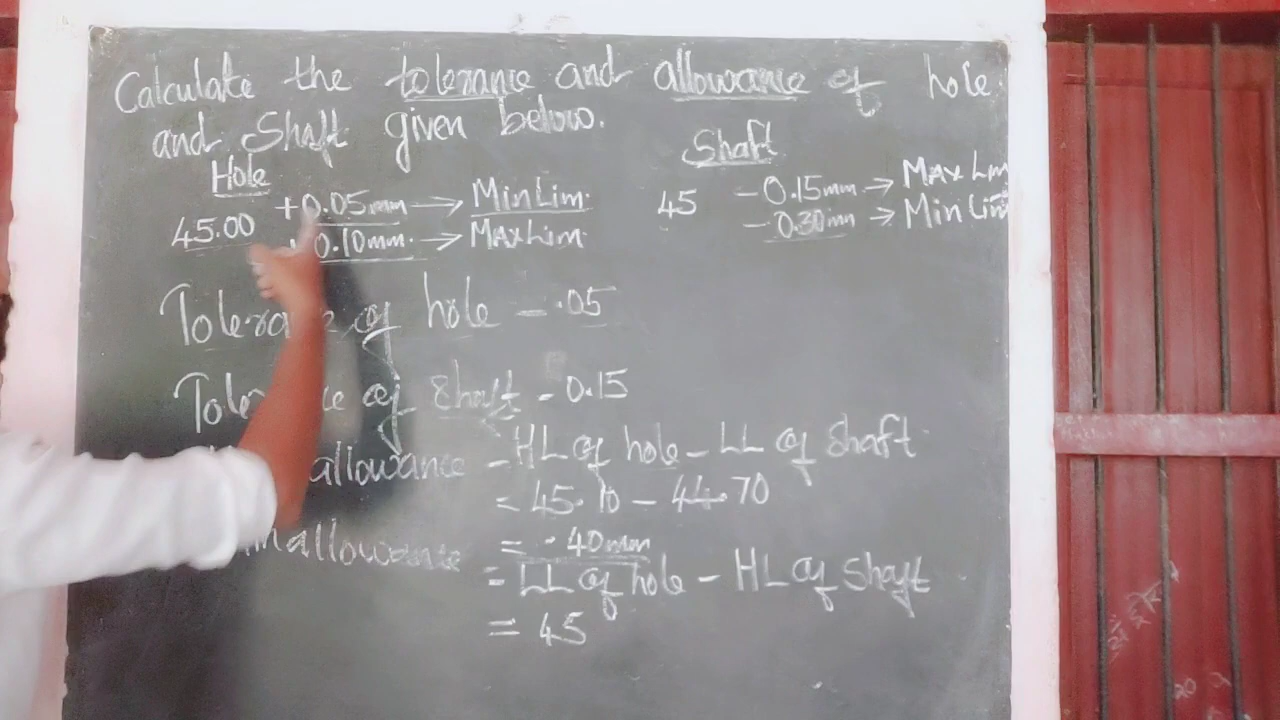 Calculate the tolerance and allowance of hole
and Shaft given below.
Hole
Shaft
45.00 +0.05mm → Min Lim.
0.10mm. → Max Lim.
45 -0.15mm → Max Lim
-0.30mm → Min Lim
Tolera of hole = .05
Tole ce of Shaft - 0.15
allowance - HL of hole - LL of Shaft
= 45.10 - 44.70
= .40mm
allowance = LL of hole - HL of Shaft
= 45